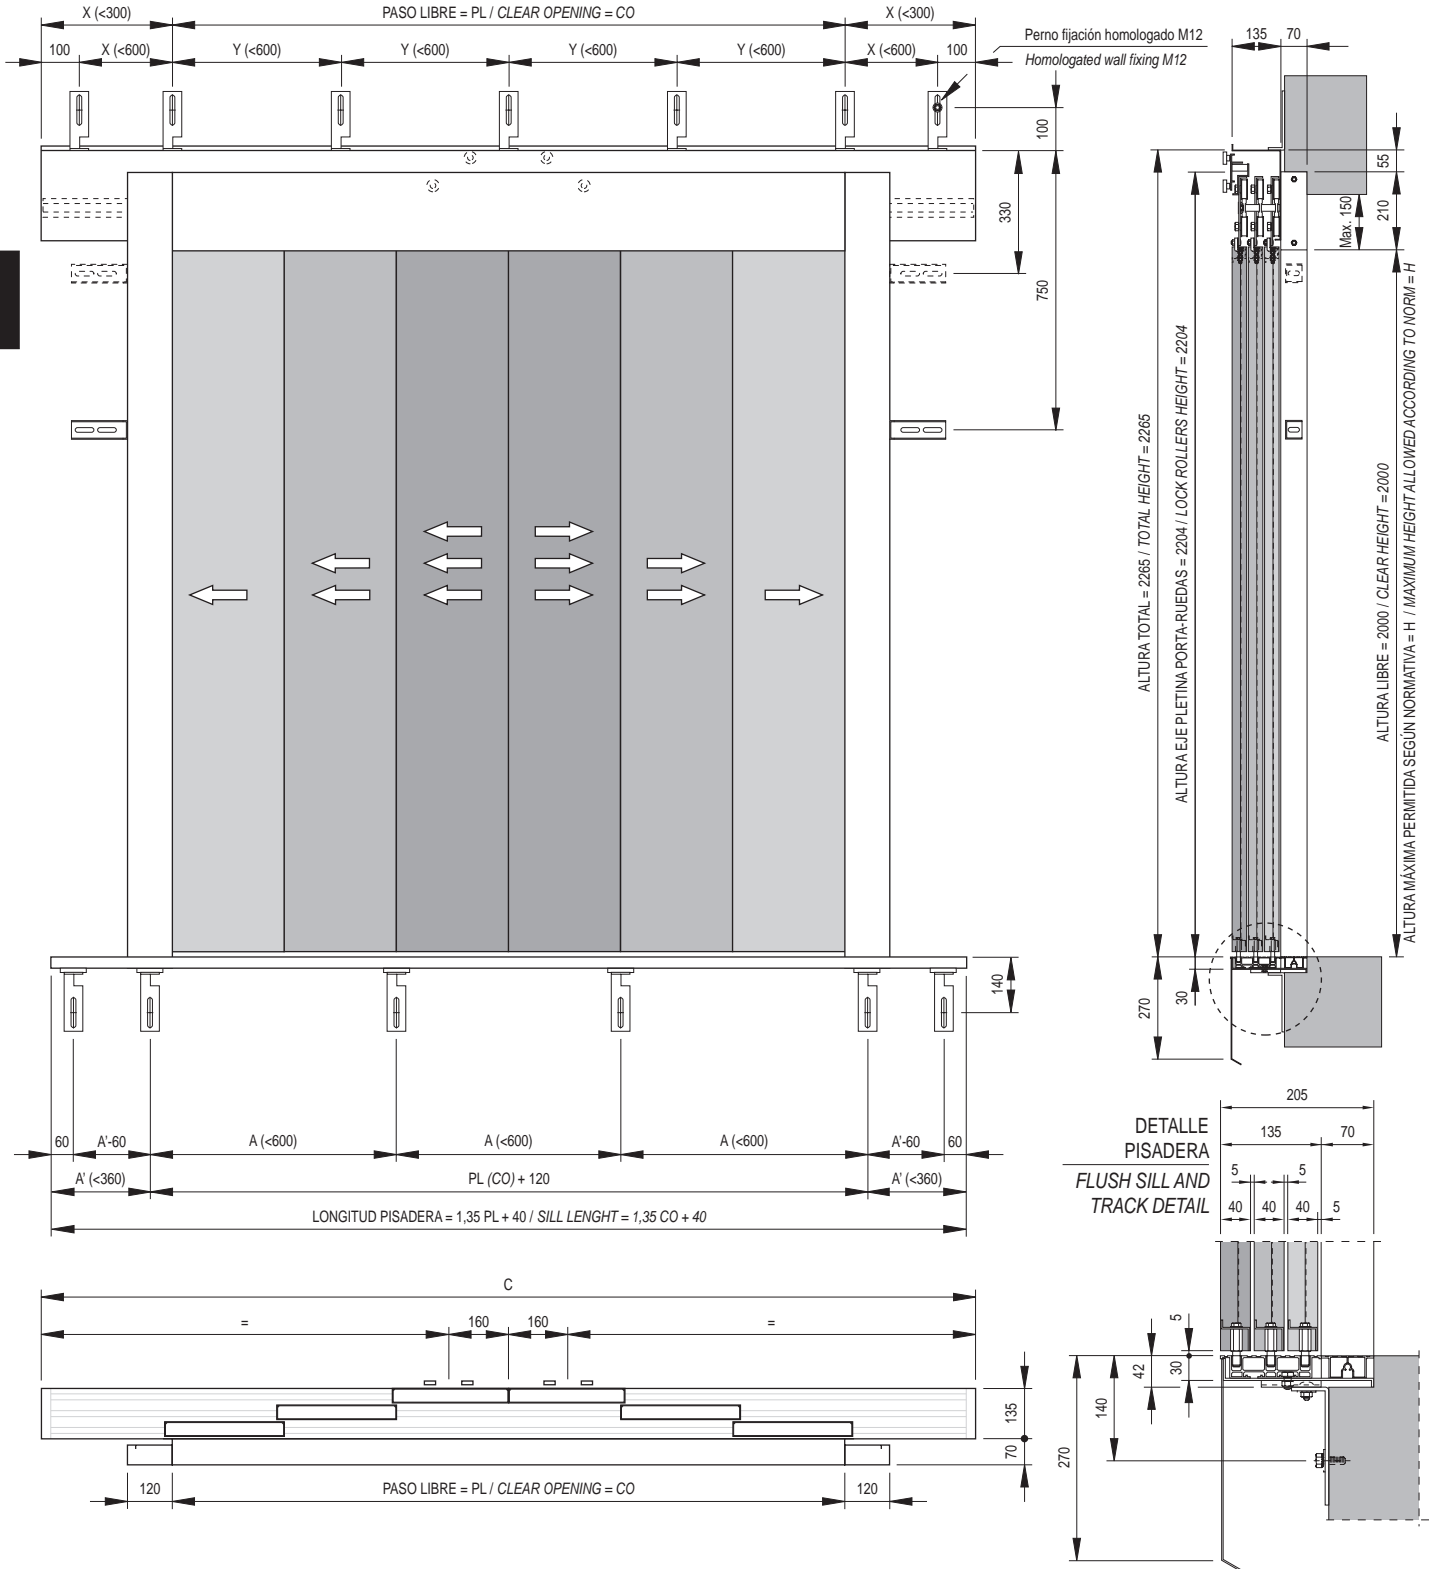 X (<300)
PASO LIBRE = PL / CLEAR OPENING = CO
X (<300)
100
X (<600)
Y (<600)
Y (<600)
Y (<600)
Y (<600)
X (<600)
100
Perno fijación homologado M12
Homologated wall fixing M12
135
70
100
330
750
55
210
Max. 150
ALTURA TOTAL = 2265 / TOTAL HEIGHT = 2265
ALTURA EJE PLETINA PORTA-RUEDAS = 2204 / LOCK ROLLERS HEIGHT = 2204
ALTURA LIBRE = 2000 / CLEAR HEIGHT = 2000
ALTURA MÁXIMA PERMITIDA SEGÚN NORMATIVA = H / MAXIMUM HEIGHT ALLOWED ACCORDING TO NORM = H
140
270
30
60
A'-60
A (<600)
A (<600)
A (<600)
A'-60
60
A' (<360)
PL (CO) + 120
A' (<360)
LONGITUD PISADERA = 1,35 PL + 40 / SILL LENGHT = 1,35 CO + 40
DETALLE
PISADERA
FLUSH SILL AND
TRACK DETAIL
205
135
70
5
5
40
40
40
5
5
42
30
140
270
C
=
160
160
=
135
70
120
PASO LIBRE = PL / CLEAR OPENING = CO
120